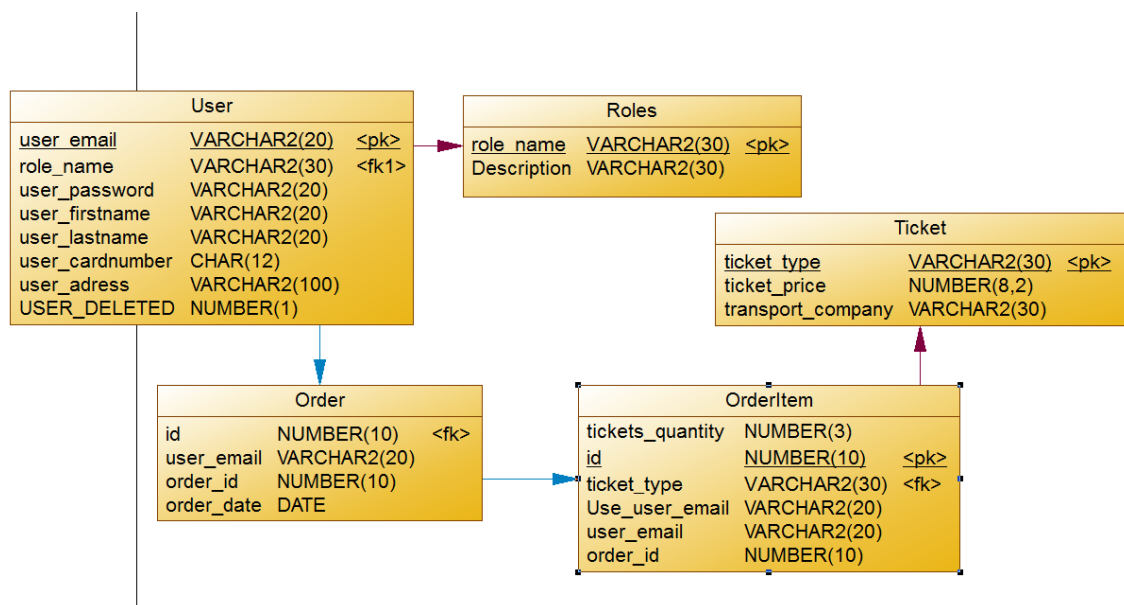 User
user_email VARCHAR2(20) <pk>
role_name VARCHAR2(30) <fk1>
user_password VARCHAR2(20)
user_firstname VARCHAR2(20)
user_lastname VARCHAR2(20)
user_cardnumber CHAR(12)
user_adress VARCHAR2(100)
USER_DELETED NUMBER(1)
Roles
role_name VARCHAR2(30) <pk>
Description VARCHAR2(30)
Ticket
ticket_type VARCHAR2(30) <pk>
ticket_price NUMBER(8,2)
transport_company VARCHAR2(30)
Order
id NUMBER(10) <fk>
user_email VARCHAR2(20)
order_id NUMBER(10)
order_date DATE
OrderItem
tickets_quantity NUMBER(3)
id NUMBER(10) <pk>
ticket_type VARCHAR2(30) <fk>
Use_user_email VARCHAR2(20)
user_email VARCHAR2(20)
order_id NUMBER(10)